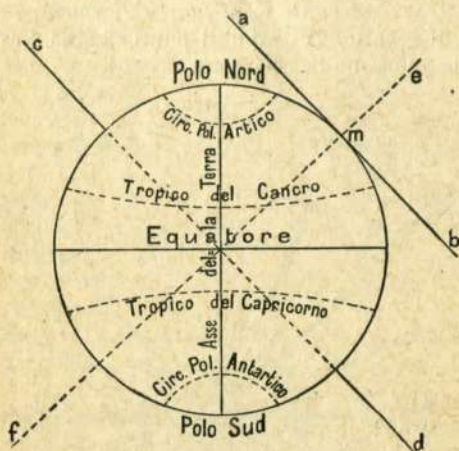 a
c
Polo Nord
e
Circ. Pol. Artico
m
Tropico del Cancro
Equatore
b
Asse della Terra
Tropico del Capricorno
Circ. Pol. Antartico
f
Polo Sud
d